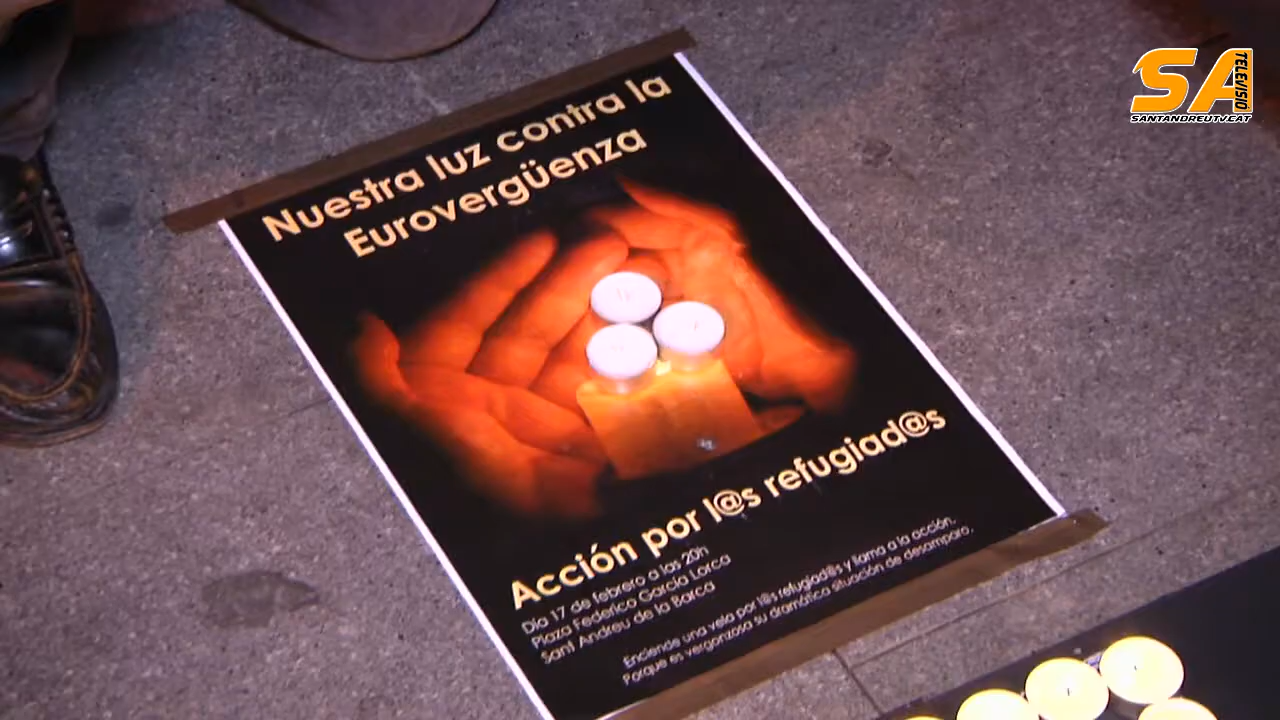 Nuestra luz contra la
Eurovergüenza
Acción por l@s refugiad@s
Día 17 de febrero a las 20h
Plaza Federico García Lorca
Sant Andreu de la Barca
Enciende una vela por l@s refugiad@s y llama a la acción.
Porque es vergonzosa su dramática situación de desamparo.
SA
TELEVISIÓ
SANTANDREUTV.CAT